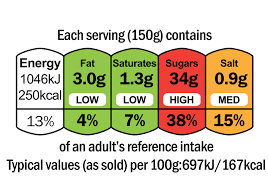 Each serving (150g) contains
Energy Fat Saturates Sugars Salt
1046kJ 3.0g 1.3g 34g 0.9g
250kcal LOW LOW HIGH MED
13% 4% 7% 38% 15%
of an adult's reference intake
Typical values (as sold) per 100g:697kJ/167kcal